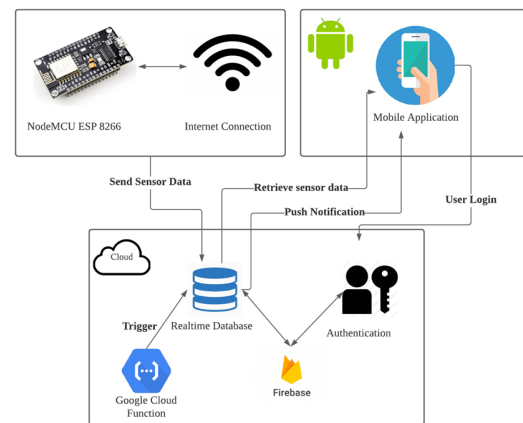 NodeMCU ESP 8266
Internet Connection
Mobile Application
Send Sensor Data
Retrieve sensor data
Push Notification
User Login
Cloud
Trigger
Realtime Database
Authentication
Google Cloud
Function
Firebase